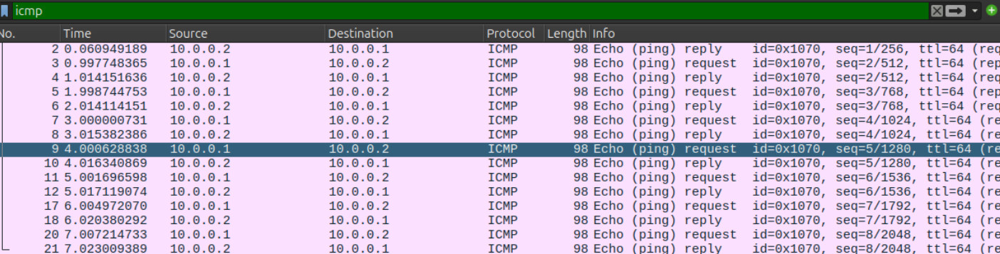 icmp
No. Time Source Destination Protocol Length Info
2 0.060949189 10.0.0.2 10.0.0.1 ICMP 98 Echo (ping) reply id=0x1070, seq=1/256, ttl=64 (req
3 0.997748365 10.0.0.1 10.0.0.2 ICMP 98 Echo (ping) request id=0x1070, seq=2/512, ttl=64 (rep
4 1.014151636 10.0.0.2 10.0.0.1 ICMP 98 Echo (ping) reply id=0x1070, seq=2/512, ttl=64 (req
5 1.998744753 10.0.0.1 10.0.0.2 ICMP 98 Echo (ping) request id=0x1070, seq=3/768, ttl=64 (rep
6 2.014114151 10.0.0.2 10.0.0.1 ICMP 98 Echo (ping) reply id=0x1070, seq=3/768, ttl=64 (req
7 3.000000731 10.0.0.1 10.0.0.2 ICMP 98 Echo (ping) request id=0x1070, seq=4/1024, ttl=64 (re
8 3.015382386 10.0.0.2 10.0.0.1 ICMP 98 Echo (ping) reply id=0x1070, seq=4/1024, ttl=64 (re
9 4.000628838 10.0.0.1 10.0.0.2 ICMP 98 Echo (ping) request id=0x1070, seq=5/1280, ttl=64 (re
10 4.016340869 10.0.0.2 10.0.0.1 ICMP 98 Echo (ping) reply id=0x1070, seq=5/1280, ttl=64 (re
11 5.001696598 10.0.0.1 10.0.0.2 ICMP 98 Echo (ping) request id=0x1070, seq=6/1536, ttl=64 (re
12 5.017119074 10.0.0.2 10.0.0.1 ICMP 98 Echo (ping) reply id=0x1070, seq=6/1536, ttl=64 (re
17 6.004972070 10.0.0.1 10.0.0.2 ICMP 98 Echo (ping) request id=0x1070, seq=7/1792, ttl=64 (re
18 6.020380292 10.0.0.2 10.0.0.1 ICMP 98 Echo (ping) reply id=0x1070, seq=7/1792, ttl=64 (re
20 7.007214733 10.0.0.1 10.0.0.2 ICMP 98 Echo (ping) request id=0x1070, seq=8/2048, ttl=64 (re
21 7.023009389 10.0.0.2 10.0.0.1 ICMP 98 Echo (ping) reply id=0x1070, seq=8/2048, ttl=64 (re